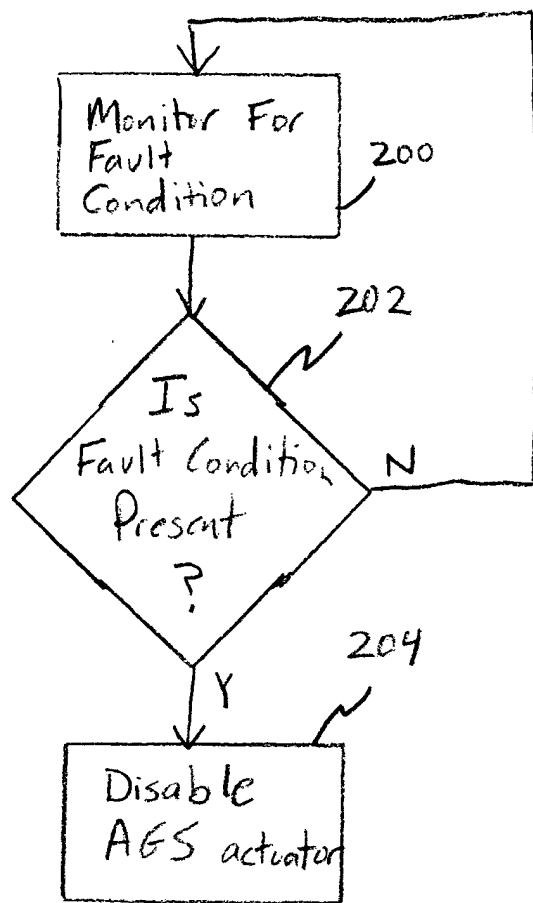 Monitor For
Fault
Condition
200
202
Is
Fault Condition
Present
?
N
Y
204
Disable
AGS actuator